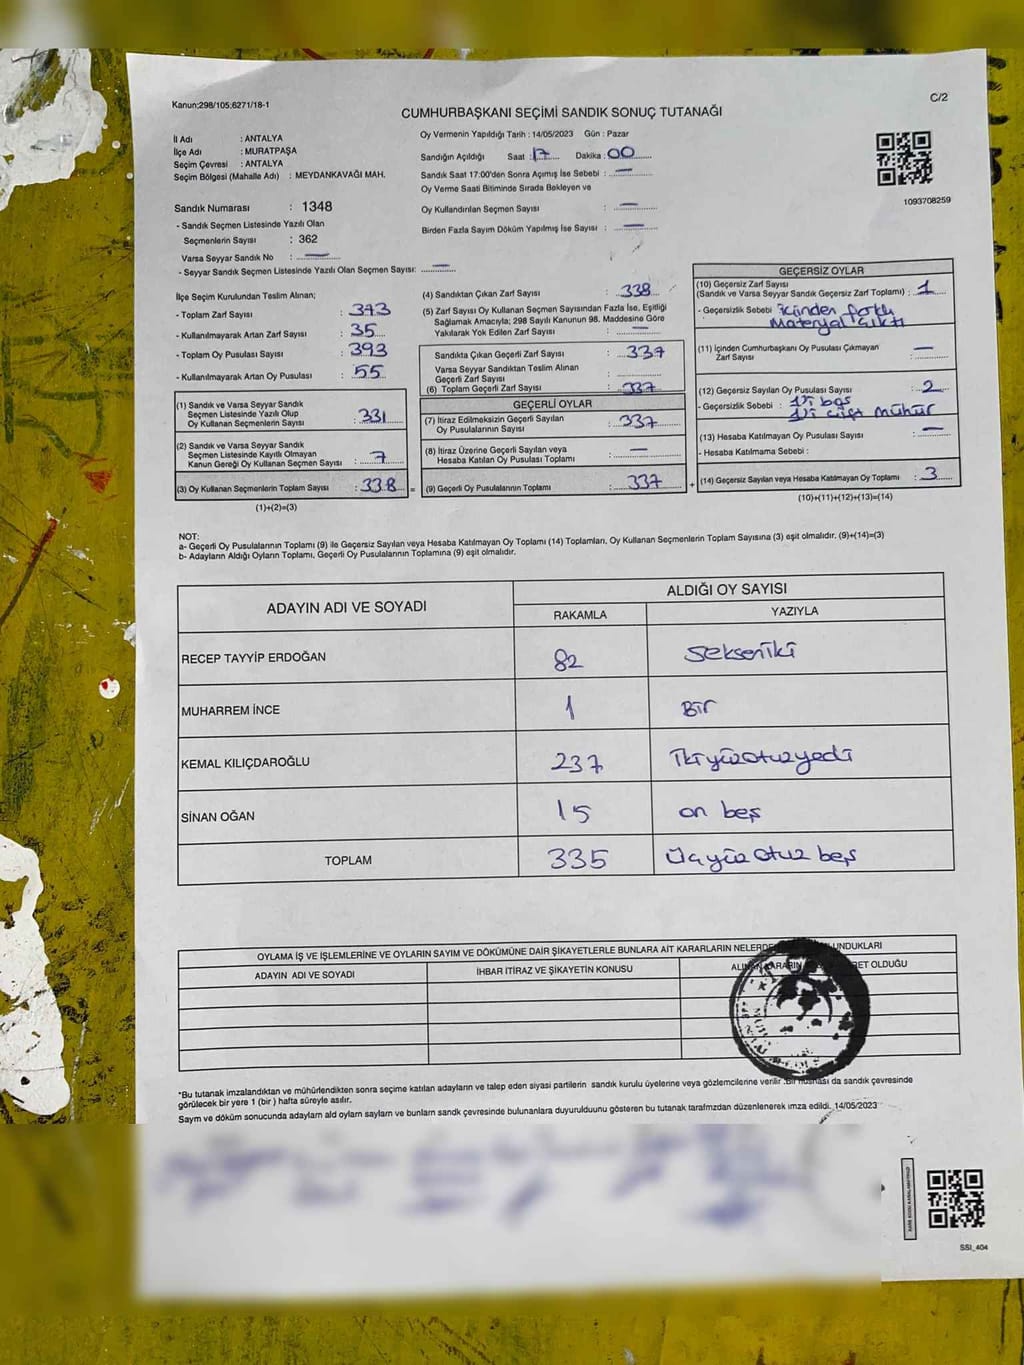 Kanun;298/105;6271/18-1
C/2
CUMHURBAŞKANI SEÇİMİ SANDIK SONUÇ TUTANAĞI
İl Adı : ANTALYA
İlçe Adı : MURATPAŞA
Seçim Çevresi : ANTALYA
Seçim Bölgesi (Mahalle Adı) : MEYDANKAVAĞI MAH.
Oy Vermenin Yapıldığı Tarih : 14/05/2023 Gün : Pazar
Sandığın Açıldığı Saat : 17 Dakika : 00
Sandık Saat 17:00'den Sonra Açımış İse Sebebi : —
Oy Verme Saati Bitiminde Sırada Bekleyen ve
Oy Kullandırılan Seçmen Sayısı : —
Birden Fazla Sayım Döküm Yapılmış İse Sayısı : —
1093708259
Sandık Numarası : 1348
- Sandık Seçmen Listesinde Yazılı Olan
Seçmenlerin Sayısı : 362
Varsa Seyyar Sandık No : —
- Seyyar Sandık Seçmen Listesinde Yazılı Olan Seçmen Sayısı: —
İlçe Seçim Kurulundan Teslim Alınan;
- Toplam Zarf Sayısı : 373
- Kullanılmayarak Artan Zarf Sayısı : 35
- Toplam Oy Pusulası Sayısı : 393
- Kullanılmayarak Artan Oy Pusulası : 55
(1) Sandık ve Varsa Seyyar Sandık
Seçmen Listesinde Yazılı Olup
Oy Kullanan Seçmenlerin Sayısı : 331
(2) Sandık ve Varsa Seyyar Sandık
Seçmen Listesinde Kayıtlı Olmayan
Kanun Gereği Oy Kullanan Seçmen Sayısı : 7
(3) Oy Kullanan Seçmenlerin Toplam Sayısı : 338 =
(1)+(2)=(3)
(4) Sandıktan Çıkan Zarf Sayısı : 338
(5) Zarf Sayısı Oy Kullanan Seçmen Sayısından Fazla İse, Eşitliği
Sağlamak Amacıyla; 298 Sayılı Kanunun 98. Maddesine Göre
Yakılarak Yok Edilen Zarf Sayısı : —
Sandıkta Çıkan Geçerli Zarf Sayısı : 337
Varsa Seyyar Sandıktan Teslim Alınan
Geçerli Zarf Sayısı :
(6) Toplam Geçerli Zarf Sayısı : 337
GEÇERLİ OYLAR
(7) İtiraz Edilmeksizin Geçerli Sayılan
Oy Pusulalarının Sayısı : 337
(8) İtiraz Üzerine Geçerli Sayılan veya
Hesaba Katılan Oy Pusulası Toplamı : —
(9) Geçerli Oy Pusulalarının Toplamı : 337 +
GEÇERSİZ OYLAR
(10) Geçersiz Zarf Sayısı
(Sandık ve Varsa Seyyar Sandık Geçersiz Zarf Toplamı) : 1
- Geçersizlik Sebebi : içinden farklı
Materyal çıktı
(11) İçinden Cumhurbaşkanı Oy Pusulası Çıkmayan
Zarf Sayısı : —
(12) Geçersiz Sayılan Oy Pusulası Sayısı : 2
- Geçersizlik Sebebi : 1'i boş
1'i çift mühür
(13) Hesaba Katılmayan Oy Pusulası Sayısı : —
- Hesaba Katılmama Sebebi :
(14) Geçersiz Sayılan veya Hesaba Katılmayan Oy Toplamı : 3
(10)+(11)+(12)+(13)=(14)
NOT:
a- Geçerli Oy Pusulalarının Toplamı (9) ile Geçersiz Sayılan veya Hesaba Katılmayan Oy Toplamı (14) Toplamları, Oy Kullanan Seçmenlerin Toplam Sayısına (3) eşit olmalıdır. (9)+(14)=(3)
b- Adayların Aldığı Oyların Toplamı, Geçerli Oy Pusulalarının Toplamına (9) eşit olmalıdır.
ADAYIN ADI VE SOYADI
ALDIĞI OY SAYISI
RAKAMLA YAZIYLA
RECEP TAYYİP ERDOĞAN 82 Sekseniki
MUHARREM İNCE 1 Bir
KEMAL KILIÇDAROĞLU 237 İkiyüzotuzyedi
SİNAN OĞAN 15 on beş
TOPLAM 335 Üçyüz otuz beş
OYLAMA İŞ VE İŞLEMLERİNE VE OYLARIN SAYIM VE DÖKÜMÜNE DAİR ŞİKAYETLERLE BUNLARA AİT KARARLARIN
ADAYIN ADI VE SOYADI İHBAR İTİRAZ VE ŞİKAYETİN KONUSU OLDUĞU
*Bu tutanak imzalandıktan ve mühürlendikten sonra seçime katılan adayların ve talep eden siyasi partilerin sandık kurulu üyelerine veya gözlemcilerine verilir .Bir nüshası da sandık çevresinde
görülecek bir yere 1 (bir ) hafta süreyle asılır.
Sayım ve döküm sonucunda adayların ald oyların sayların ve bunların sandk çevresinde bulunanlara duyurulduunu gösteren bu tutanak tarafmzdan düzenlenerek imza edildi. 14/05/2023
SSI_404